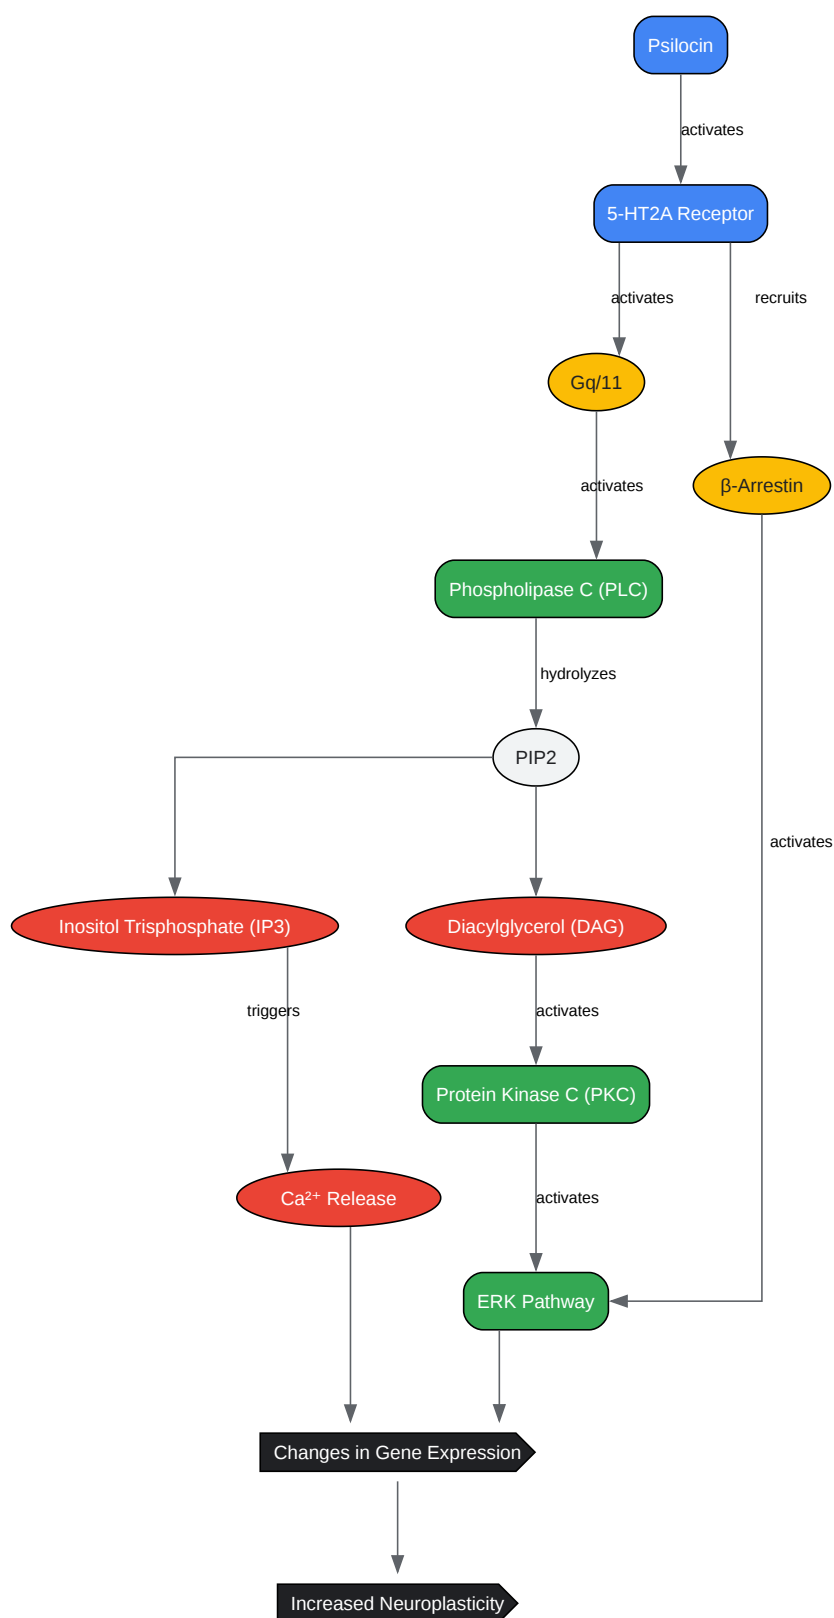 Psilocin
activates
5-HT2A Receptor
activates
recruits
Gq/11
activates
β-Arrestin
Phospholipase C (PLC)
hydrolyzes
PIP2
activates
Inositol Trisphosphate (IP3)
Diacylglycerol (DAG)
triggers
activates
Protein Kinase C (PKC)
Ca²⁺ Release
activates
ERK Pathway
Changes in Gene Expression
Increased Neuroplasticity